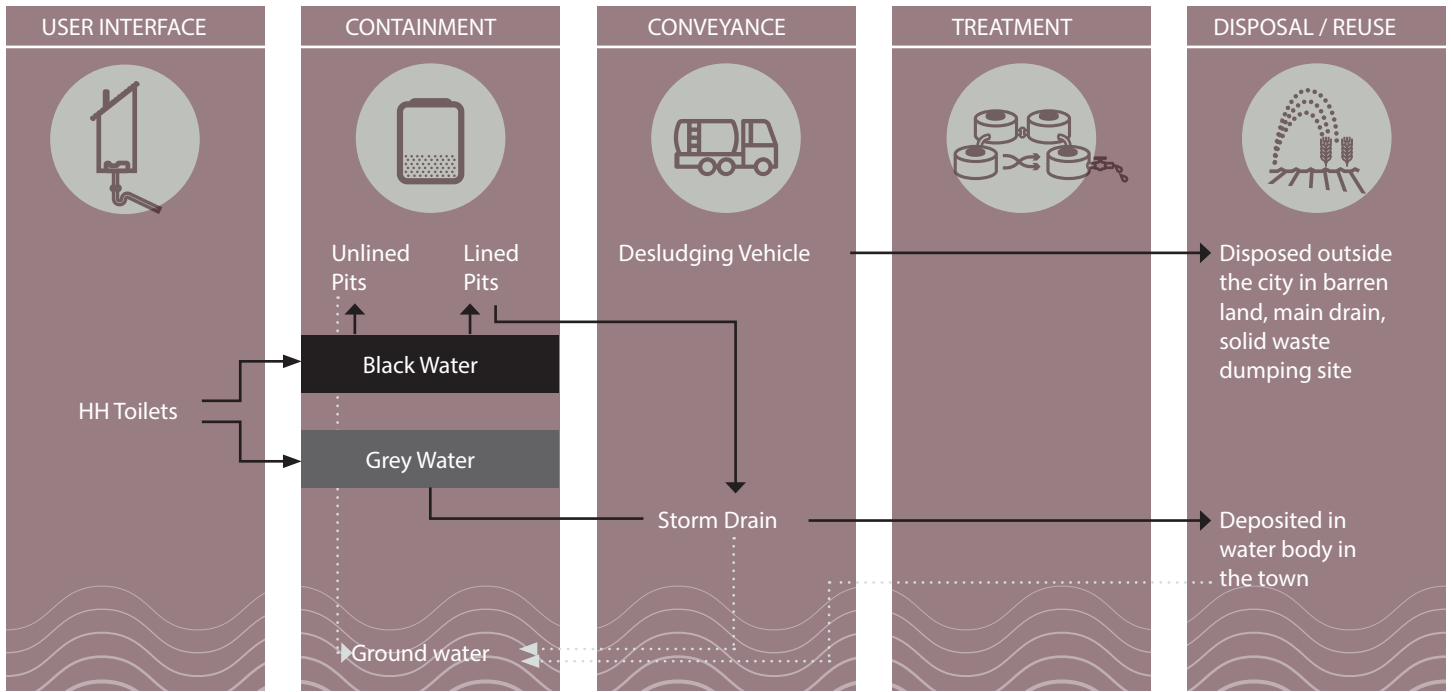 USER INTERFACE
CONTAINMENT
CONVEYANCE
TREATMENT
DISPOSAL / REUSE
Unlined
Pits
Lined
Pits
Desludging Vehicle
Disposed outside
the city in barren
land, main drain,
solid waste
dumping site
Black Water
HH Toilets
Grey Water
Storm Drain
Deposited in
water body in
the town
Ground water